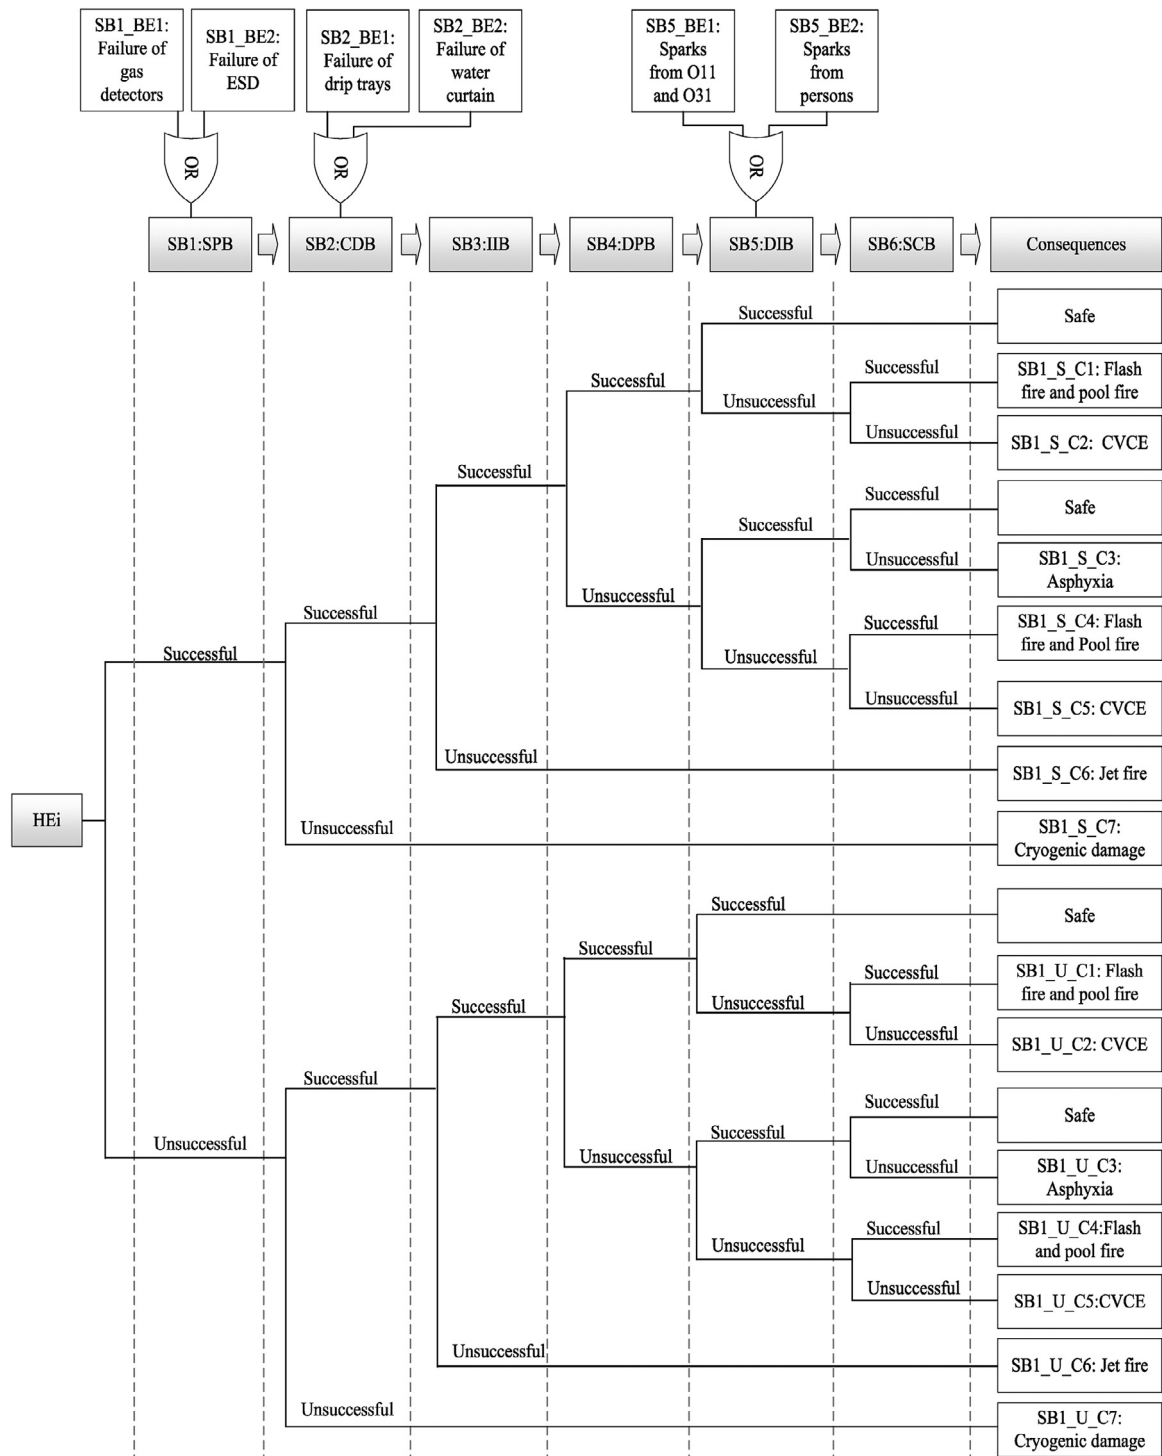 SB1_BE1:
Failure of
gas
detectors
SB1_BE2:
Failure of
ESD
SB2_BE1:
Failure of
drip trays
SB2_BE2:
Failure of
water
curtain
SB5_BE1:
Sparks
from O11
and O31
SB5_BE2:
Sparks
from
persons
OR
OR
OR
SB1:SPB
SB2:CDB
SB3:IIB
SB4:DPB
SB5:DIB
SB6:SCB
Consequences
Successful
Safe
Successful
Successful
SB1_S_C1: Flash
fire and pool fire
Unsuccessful
Unsuccessful
SB1_S_C2: CVCE
Successful
Successful
Safe
Successful
Unsuccessful
SB1_S_C3:
Asphyxia
Unsuccessful
Successful
Successful
SB1_S_C4: Flash
fire and Pool fire
Successful
Unsuccessful
Unsuccessful
SB1_S_C5: CVCE
Unsuccessful
SB1_S_C6: Jet fire
HEi
Unsuccessful
SB1_S_C7:
Cryogenic damage
Successful
Safe
Successful
Successful
SB1_U_C1: Flash
fire and pool fire
Successful
Unsuccessful
Unsuccessful
SB1_U_C2: CVCE
Successful
Successful
Safe
Unsuccessful
Successful
Unsuccessful
Unsuccessful
SB1_U_C3:
Asphyxia
Successful
SB1_U_C4:Flash
and pool fire
Unsuccessful
Unsuccessful
SB1_U_C5:CVCE
Unsuccessful
SB1_U_C6: Jet fire
Unsuccessful
SB1_U_C7:
Cryogenic damage